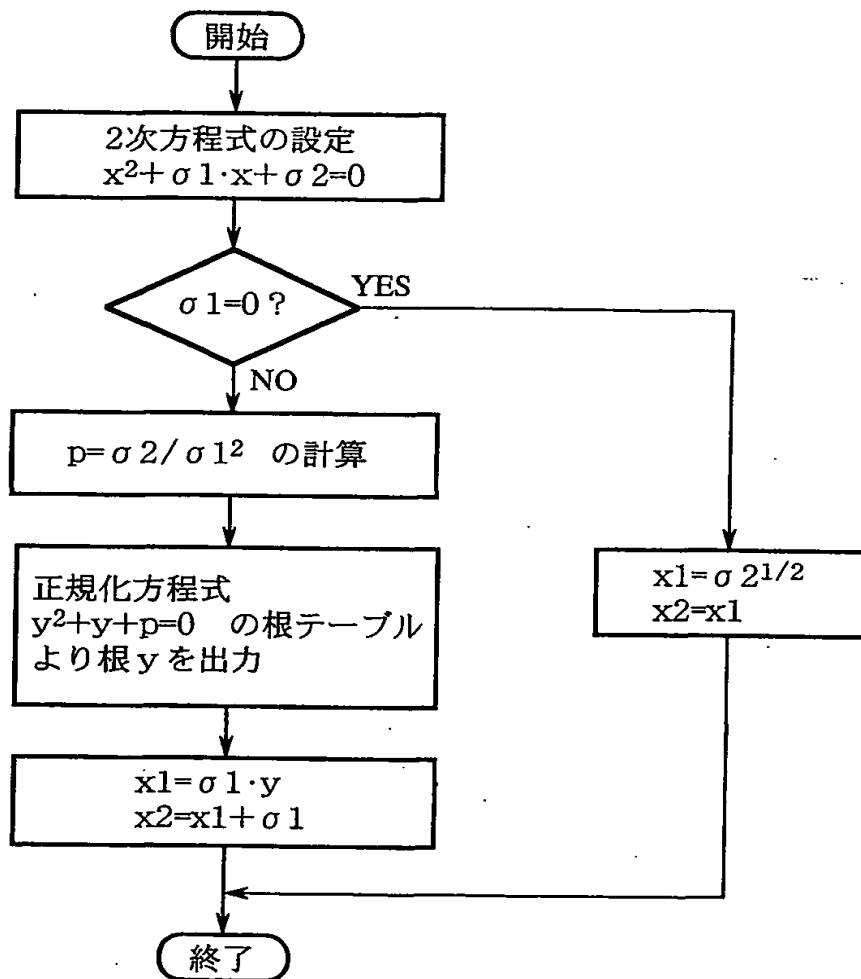 開始
2次方程式の設定
x²+σ1·x+σ2=0
σ1=0 ?
YES
NO
p=σ2/σ1² の計算
正規化方程式
y²+y+p=0 の根テーブル
より根yを出力
x1=σ2^{1/2}
x2=x1
x1=σ1·y
x2=x1+σ1
終了